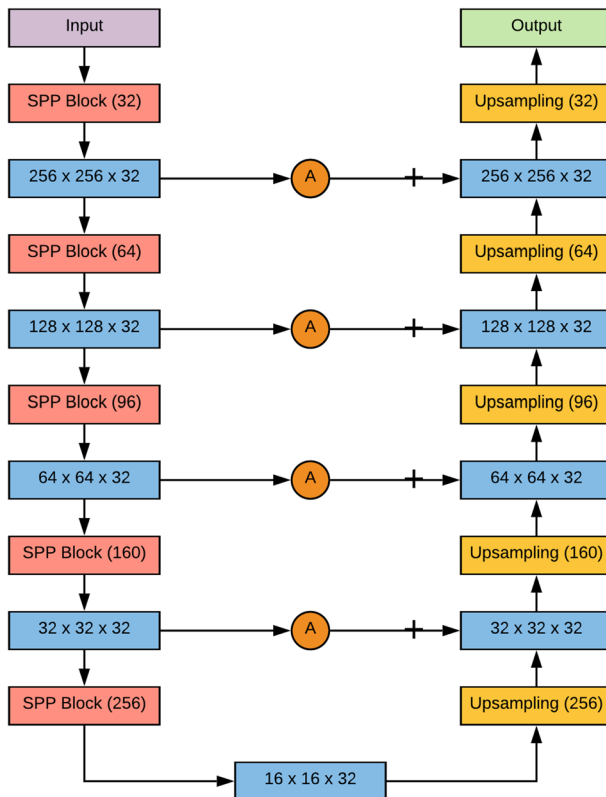 Input
Output
SPP Block (32)
Upsampling (32)
256 x 256 x 32
A
256 x 256 x 32
SPP Block (64)
Upsampling (64)
128 x 128 x 32
A
128 x 128 x 32
SPP Block (96)
Upsampling (96)
64 x 64 x 32
A
64 x 64 x 32
SPP Block (160)
Upsampling (160)
32 x 32 x 32
A
32 x 32 x 32
SPP Block (256)
Upsampling (256)
16 x 16 x 32